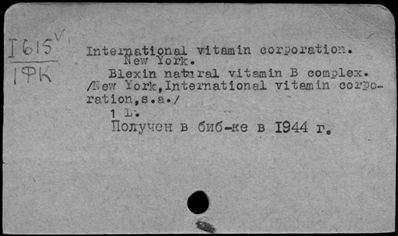 I615 v
IФК
International vitamin corporation.
New York.
Blexin natural vitamin B complex.
/New York, International vitamin corpo-
ration, s.a./
1 L.
Получен в биб-ке в 1944 г.